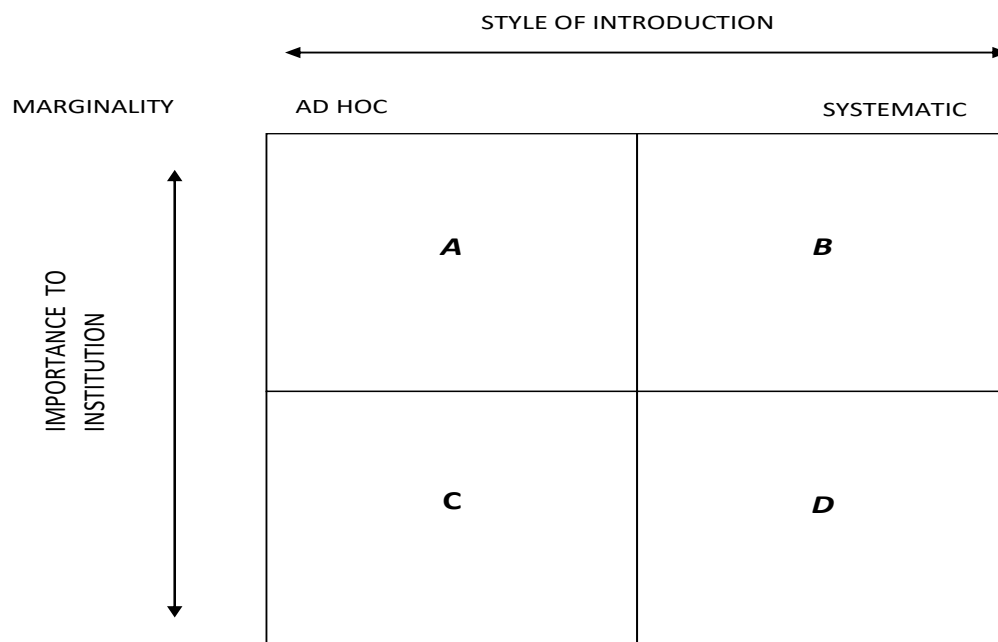 STYLE OF INTRODUCTION
MARGINALITY
AD HOC
SYSTEMATIC
IMPORTANCE TO
INSTITUTION
A
B
C
D